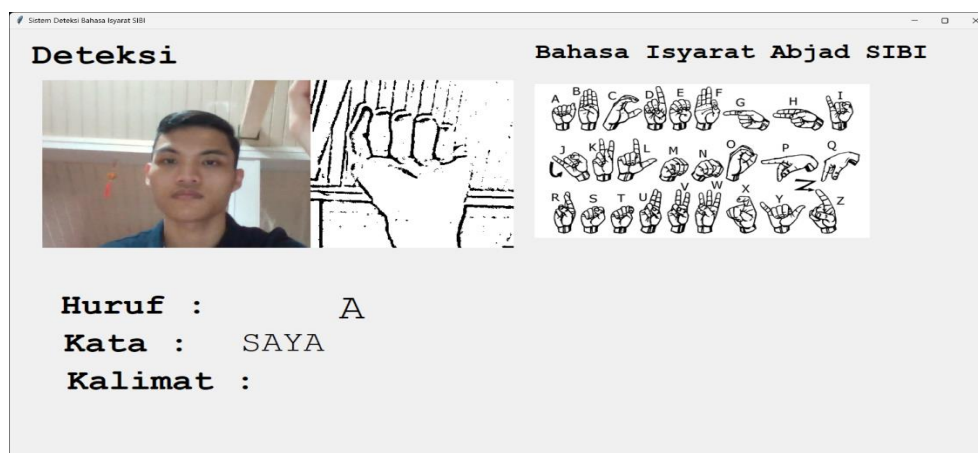 Sistem Deteksi Bahasa Isyarat SIBI
Deteksi
Bahasa Isyarat Abjad SIBI
A B C D E F G H I
J K L M N O P Q
R S T U V W X Y Z
Huruf : A
Kata : SAYA
Kalimat :